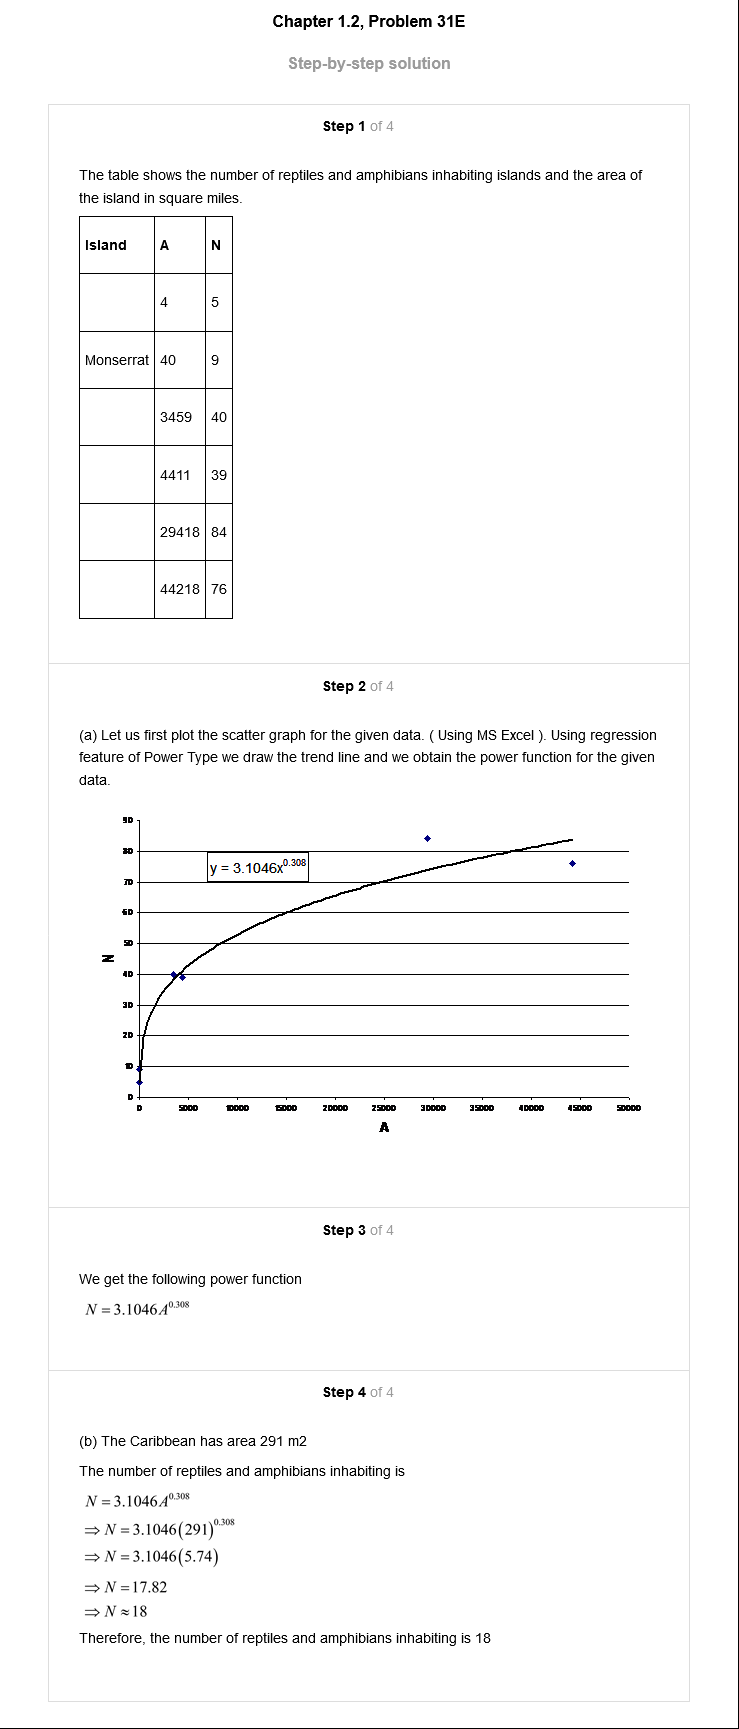 Chapter 1.2, Problem 31E
Step-by-step solution
Step 1 of 4
The table shows the number of reptiles and amphibians inhabiting islands and the area of
the island in square miles.
Island A N
4 5
Monserrat 40 9
3459 40
4411 39
29418 84
44218 76
Step 2 of 4
(a) Let us first plot the scatter graph for the given data. ( Using MS Excel ). Using regression
feature of Power Type we draw the trend line and we obtain the power function for the given
data.
90
80
y = 3.1046x^0.308
70
60
50
N
40
30
20
10
0
0 5000 10000 15000 20000 25000 30000 35000 40000 45000 50000
A
Step 3 of 4
We get the following power function
N = 3.1046A^0.308
Step 4 of 4
(b) The Caribbean has area 291 m2
The number of reptiles and amphibians inhabiting is
N = 3.1046A^0.308
⇒ N = 3.1046(291)^0.308
⇒ N = 3.1046(5.74)
⇒ N = 17.82
⇒ N ≈ 18
Therefore, the number of reptiles and amphibians inhabiting is 18